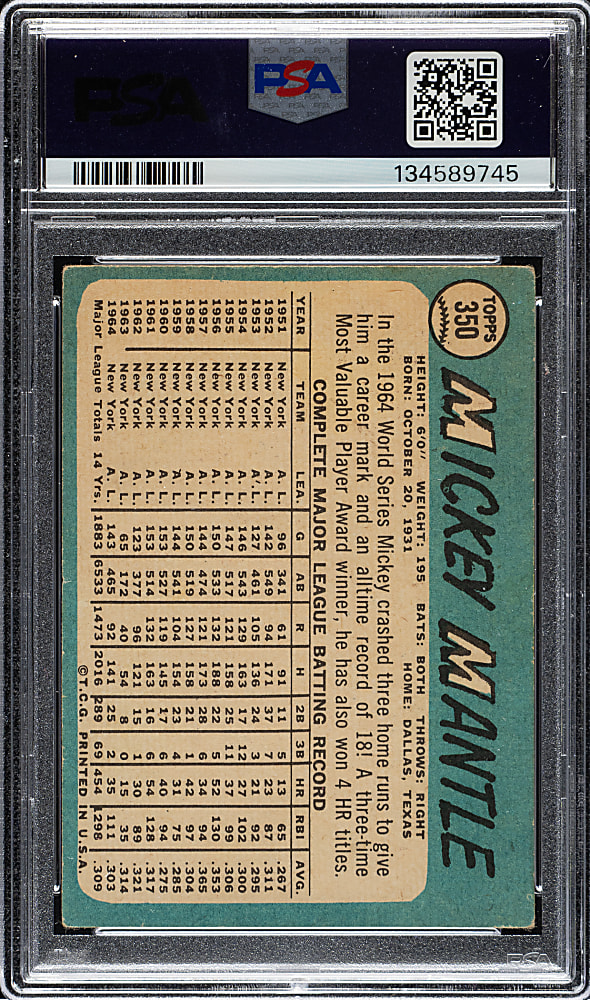 PSA
PSA
134589745
TOPPS
350
MICKEY MANTLE
HEIGHT: 6'0" WEIGHT: 195 BATS: BOTH THROWS: RIGHT
BORN: OCTOBER 20, 1931 HOME: DALLAS, TEXAS
In the 1964 World Series Mickey crashed three home runs to give
him a career mark and an alltime record of 18! A three-time
Most Valuable Player Award winner, he has also won 4 HR titles.
COMPLETE MAJOR LEAGUE BATTING RECORD
YEAR TEAM LEA. G AB R H 2B 3B HR RBI AVG.
1951 New York A. L. 96 341 61 91 11 5 13 65 .267
1952 New York A. L. 142 549 94 171 37 7 23 87 .311
1953 New York A. L. 127 461 105 136 24 3 21 92 .295
1954 New York A. L. 146 543 129 163 17 12 27 102 .300
1955 New York A. L. 147 517 121 158 25 11 37 99 .306
1956 New York A. L. 150 533 132 188 22 5 52 130 .353
1957 New York A. L. 144 474 121 173 28 6 34 94 .365
1958 New York A. L. 150 519 127 158 21 1 42 97 .304
1959 New York A. L. 144 541 104 154 23 4 31 75 .285
1960 New York A. L. 153 527 119 145 17 6 40 94 .275
1961 New York A. L. 153 514 132 163 16 6 54 128 .317
1962 New York A. L. 123 377 96 121 15 1 30 89 .321
1963 New York A. L. 65 172 40 54 8 0 15 35 .314
1964 New York A. L. 143 465 92 141 25 2 35 111 .303
Major League Totals 14 Yrs. 1883 6533 1473 2016 289 69 454 1298 .309
©T.C.G. PRINTED IN U.S.A.
PSA